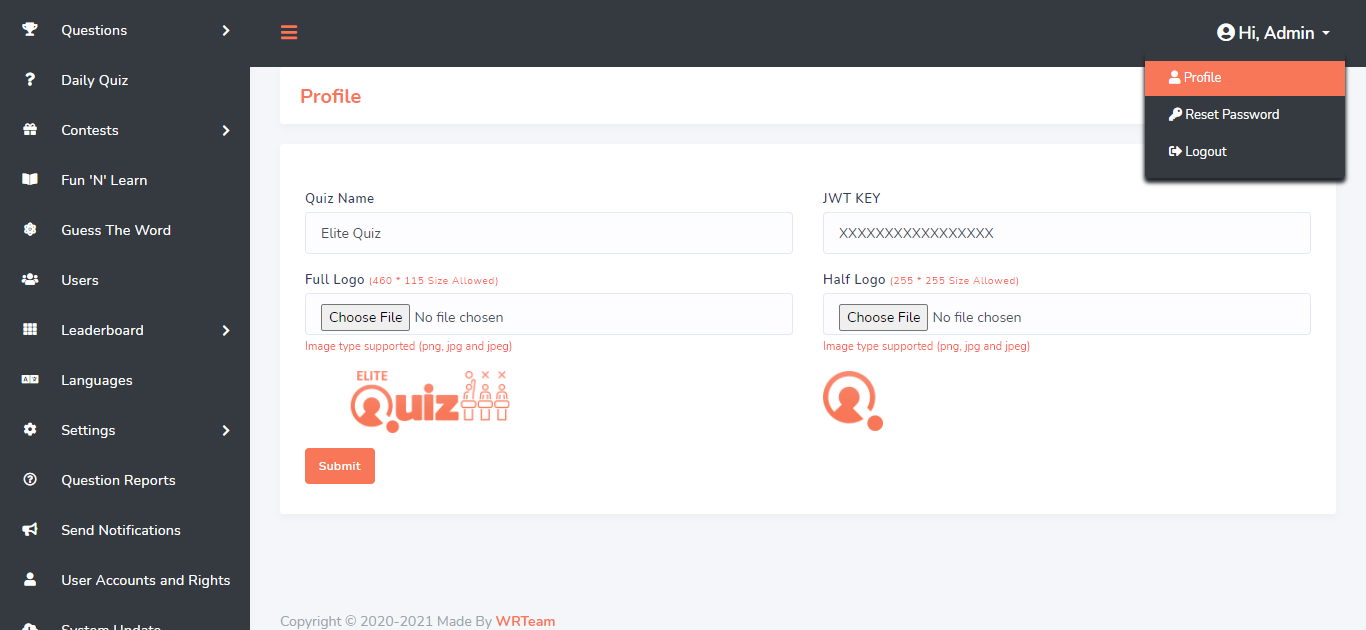 Questions
Daily Quiz
Contests
Fun 'N' Learn
Guess The Word
Users
Leaderboard
Languages
Settings
Question Reports
Send Notifications
User Accounts and Rights
System Update
Hi, Admin
Profile
Reset Password
Logout
Profile
Quiz Name
Elite Quiz
JWT KEY
XXXXXXXXXXXXXXXXX
Full Logo (460 * 115 Size Allowed)
Choose File No file chosen
Image type supported (png, jpg and jpeg)
ELITE
Quiz
Half Logo (255 * 255 Size Allowed)
Choose File No file chosen
Image type supported (png, jpg and jpeg)
Submit
Copyright © 2020-2021 Made By WRTeam